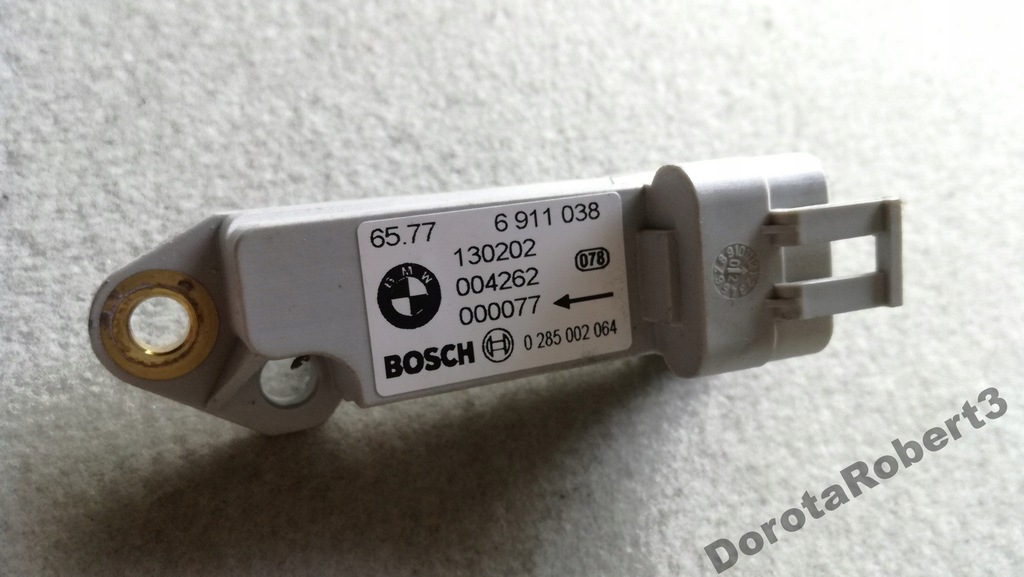 65.77 6 911 038
130202
BMW 004262 078
000077
BOSCH 0 285 002 064
DorotaRobert3